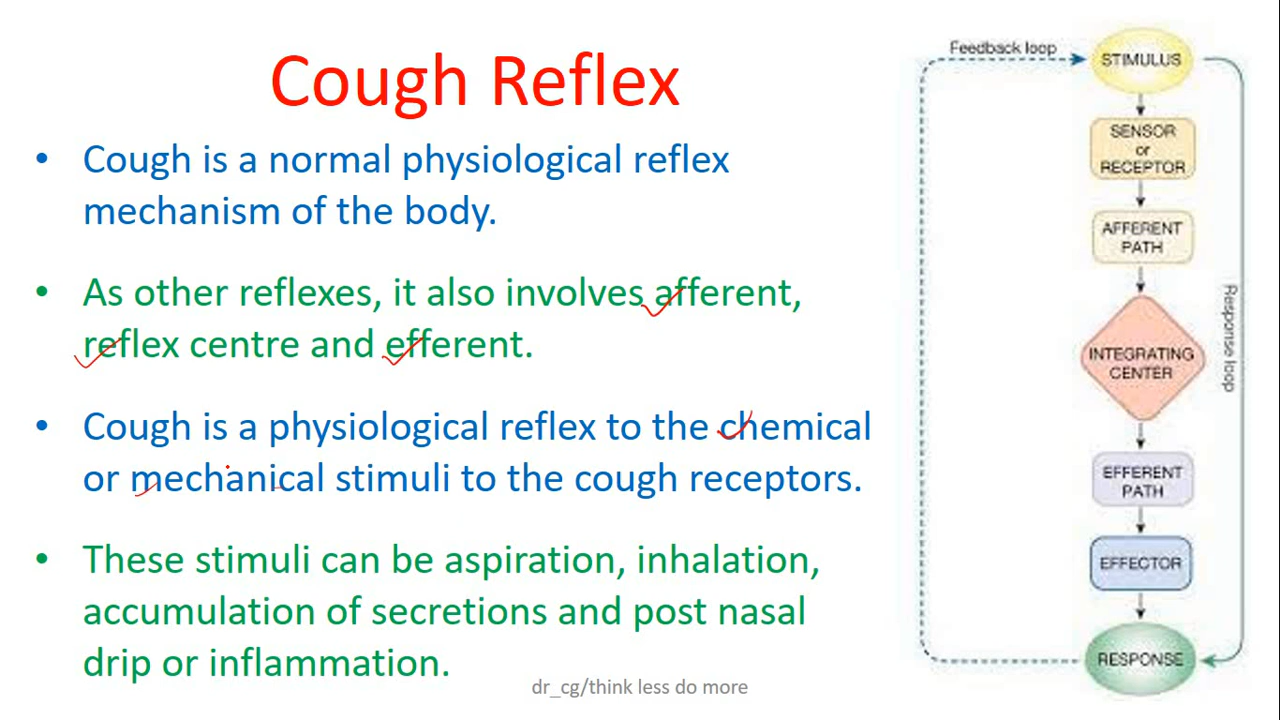 Cough Reflex
• Cough is a normal physiological reflex
mechanism of the body.
• As other reflexes, it also involves afferent,
reflex centre and efferent.
• Cough is a physiological reflex to the chemical
or mechanical stimuli to the cough receptors.
• These stimuli can be aspiration, inhalation,
accumulation of secretions and post nasal
drip or inflammation.
dr_cg/think less do more
Feedback loop
STIMULUS
SENSOR
or
RECEPTOR
AFFERENT
PATH
INTEGRATING
CENTER
EFFERENT
PATH
EFFECTOR
RESPONSE
Response loop